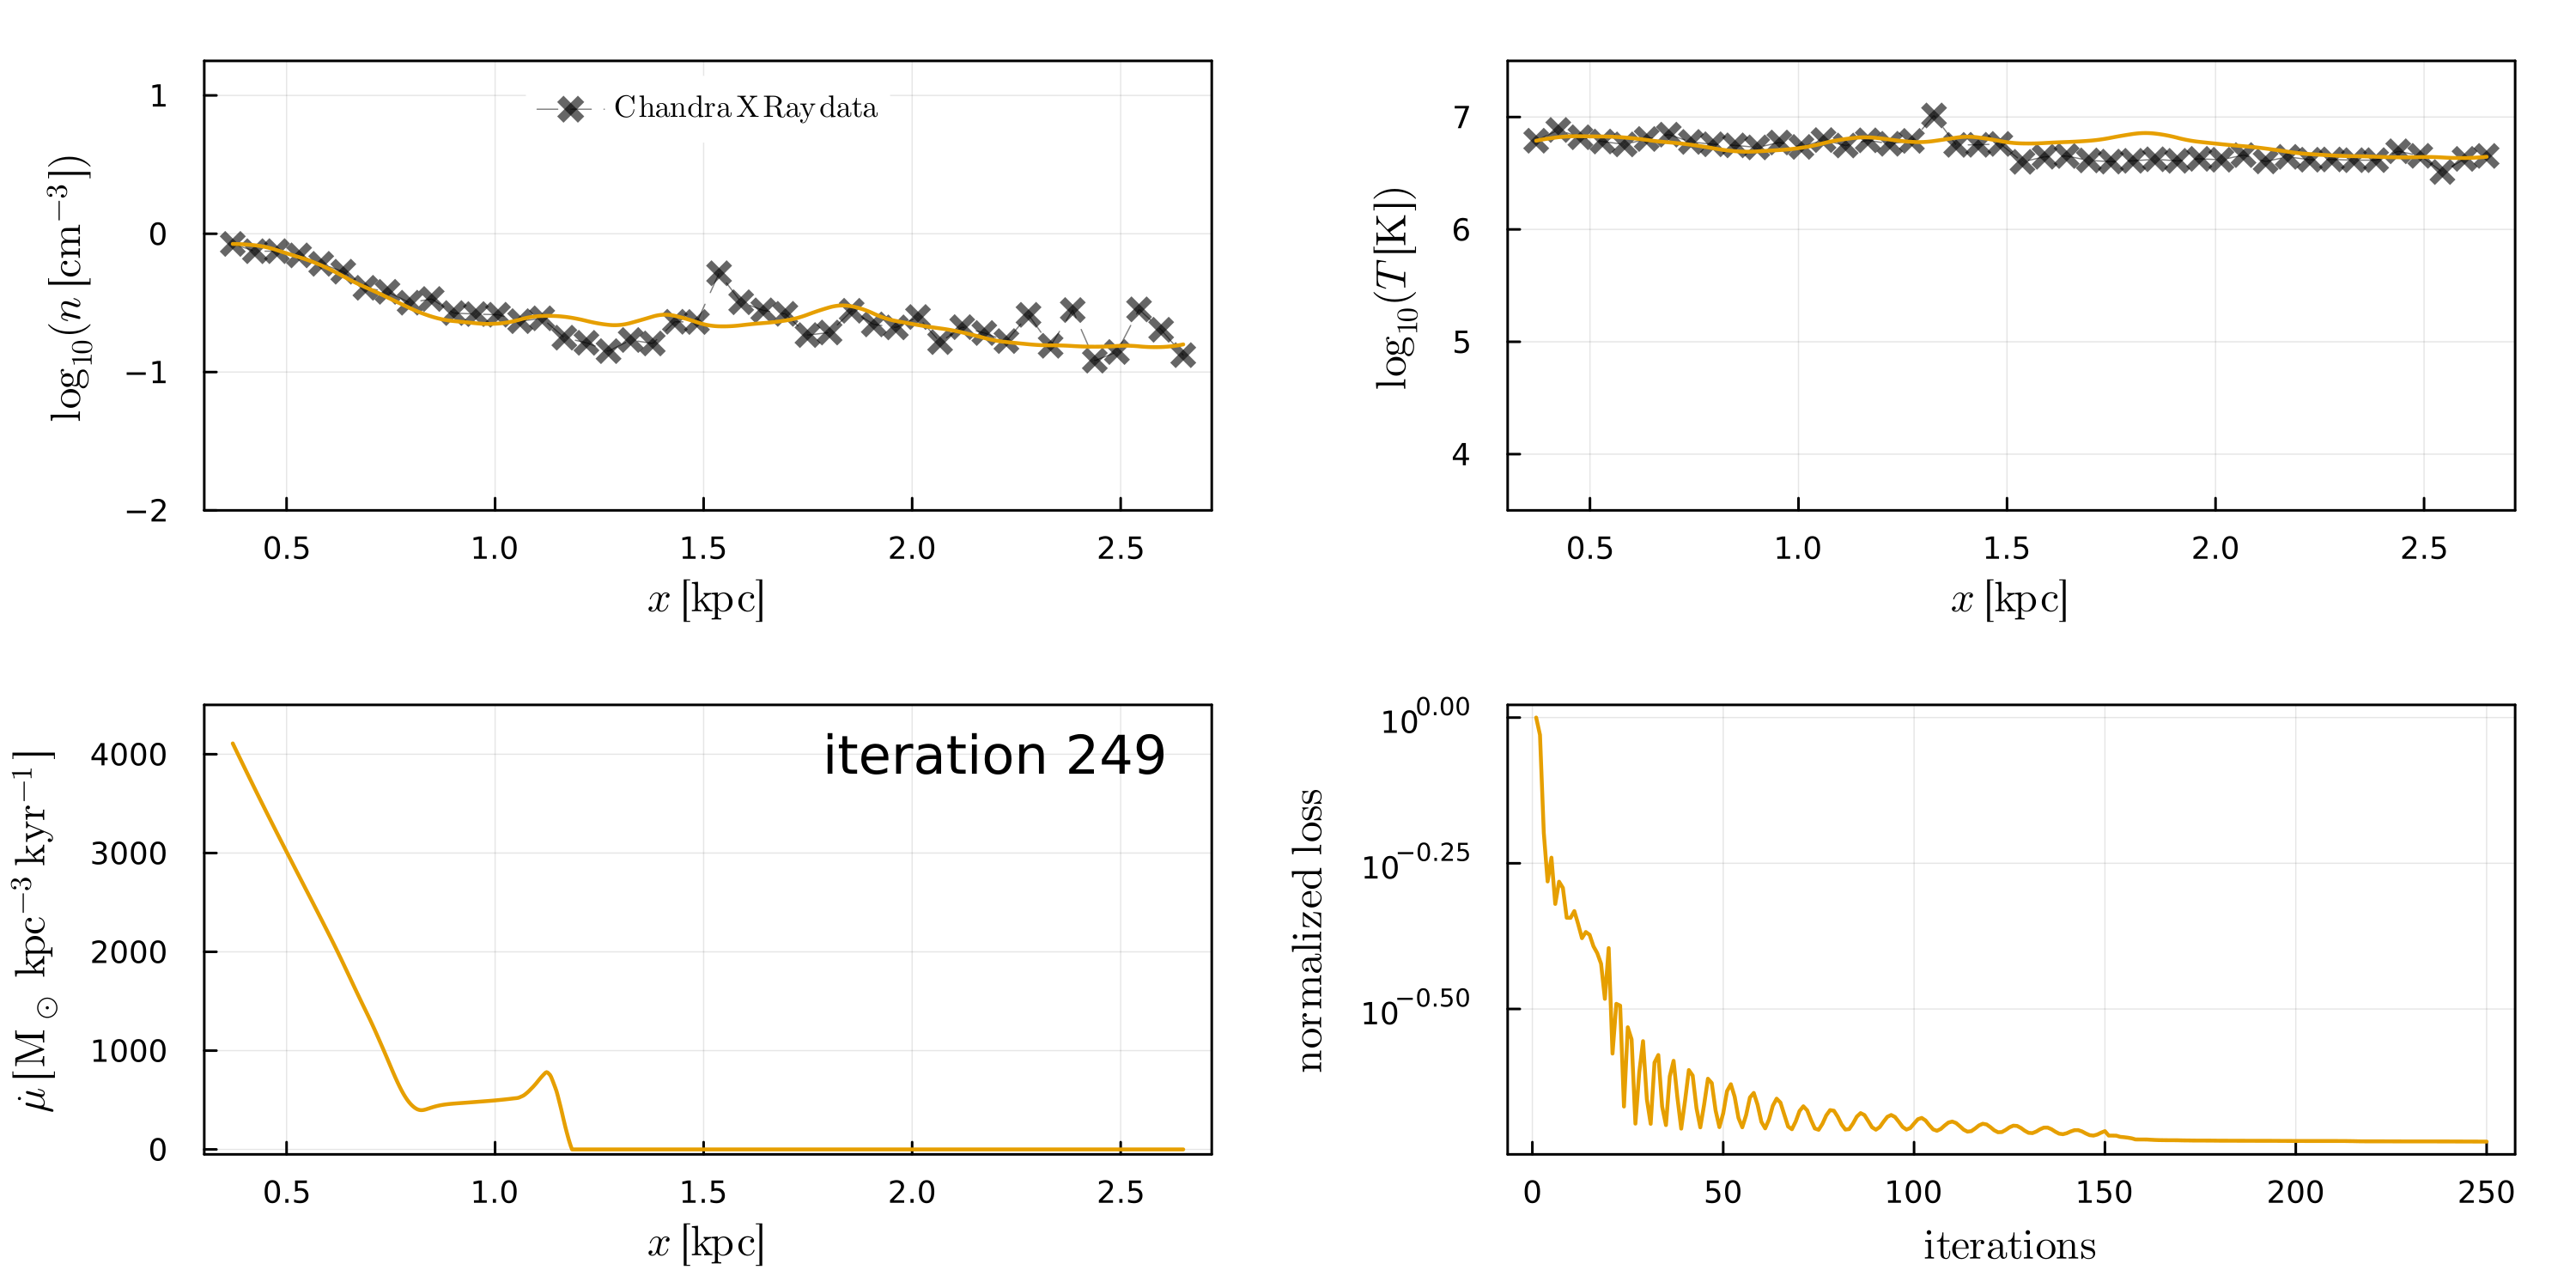 log₁₀(n [cm⁻³])
1
0
−1
−2
Chandra X Ray data
0.5 1.0 1.5 2.0 2.5
x [kpc]
log₁₀(T [K])
7
6
5
4
0.5 1.0 1.5 2.0 2.5
x [kpc]
μ̇ [M⊙ kpc⁻³ kyr⁻¹]
4000
3000
2000
1000
0
iteration 249
0.5 1.0 1.5 2.0 2.5
x [kpc]
normalized loss
10^0.00
10^−0.25
10^−0.50
0 50 100 150 200 250
iterations